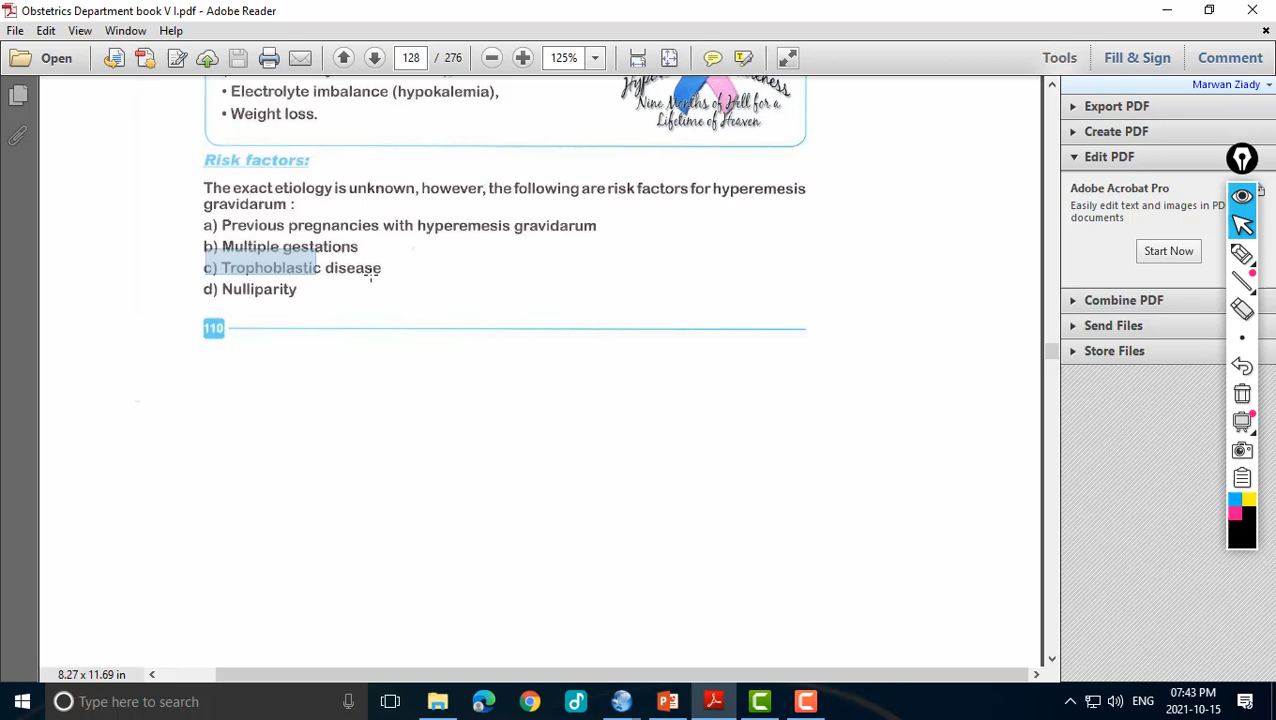 Obstetrics Department book V I.pdf - Adobe Reader
File Edit View Window Help
Open 128 / 276 125% Tools Fill & Sign Comment
Marwan Ziady
• Electrolyte imbalance (hypokalemia),
• Weight loss.
Nine Months of Hell for a
Lifetime of Heaven
Risk factors:
The exact etiology is unknown, however, the following are risk factors for hyperemesis
gravidarum :
a) Previous pregnancies with hyperemesis gravidarum
b) Multiple gestations
c) Trophoblastic disease
d) Nulliparity
110
Export PDF
Create PDF
Edit PDF
Adobe Acrobat Pro
Easily edit text and images in PDF
documents
Start Now
Combine PDF
Send Files
Store Files
8.27 x 11.69 in
Type here to search
ENG
07:43 PM
2021-10-15